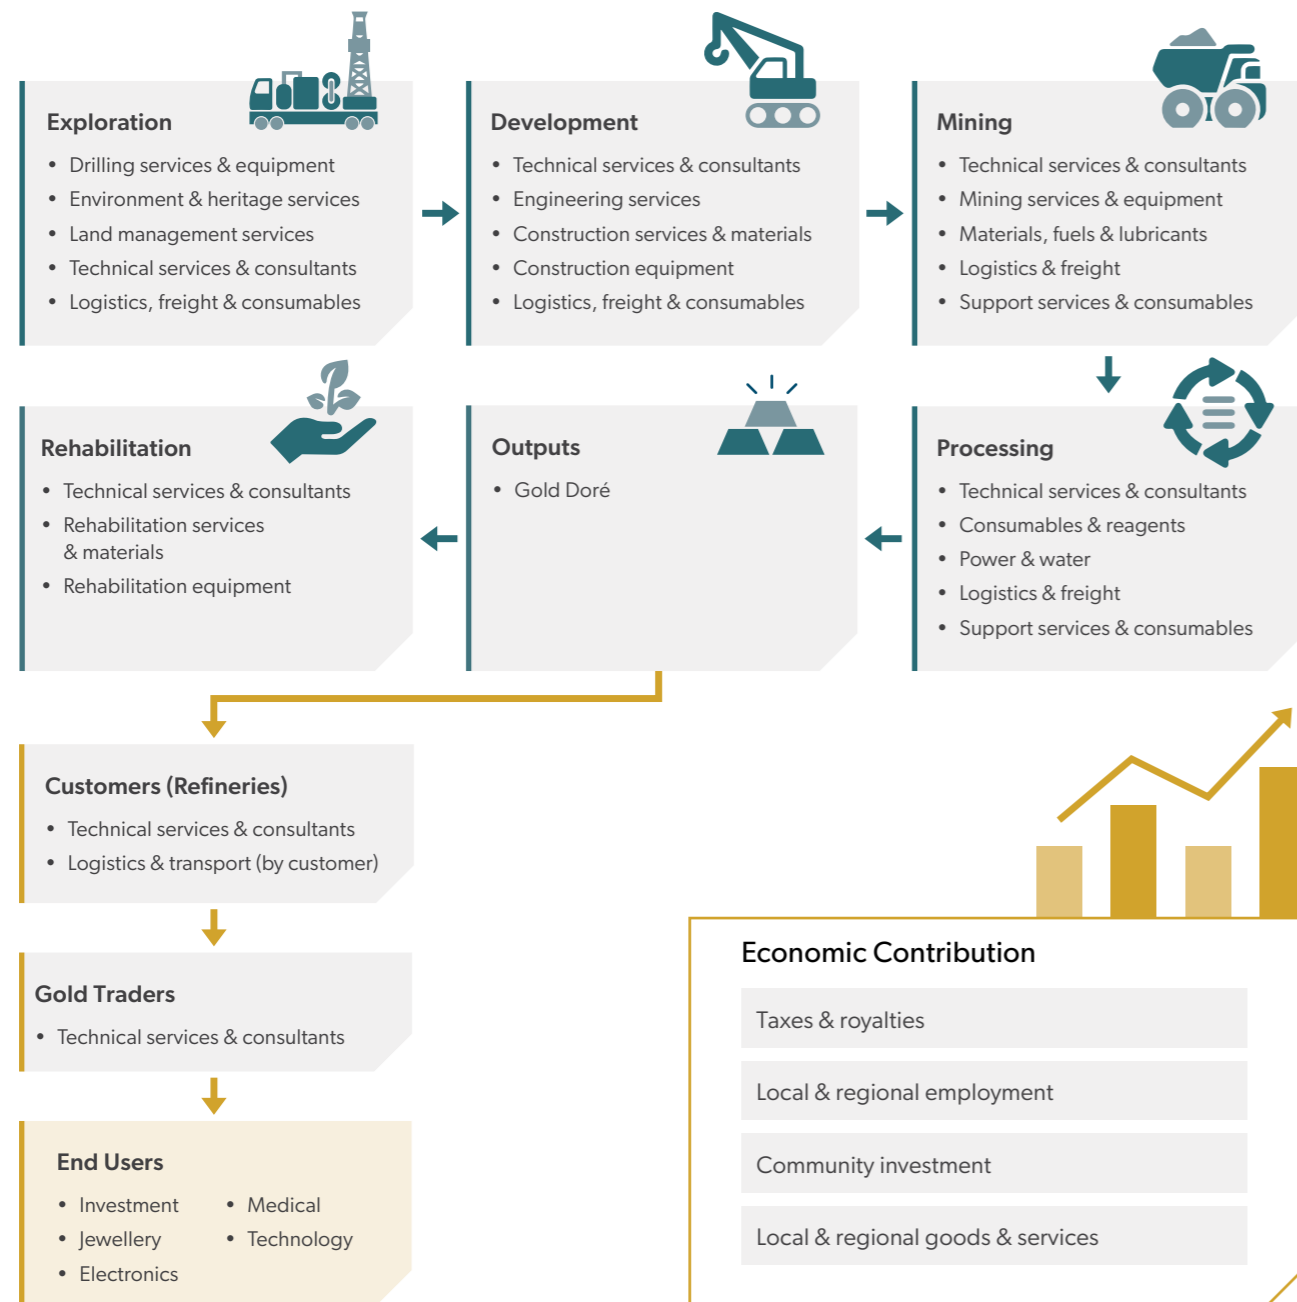 Exploration
• Drilling services & equipment
• Environment & heritage services
• Land management services
• Technical services & consultants
• Logistics, freight & consumables
Development
• Technical services & consultants
• Engineering services
• Construction services & materials
• Construction equipment
• Logistics, freight & consumables
Mining
• Technical services & consultants
• Mining services & equipment
• Materials, fuels & lubricants
• Logistics & freight
• Support services & consumables
Rehabilitation
• Technical services & consultants
• Rehabilitation services
& materials
• Rehabilitation equipment
Outputs
• Gold Doré
Processing
• Technical services & consultants
• Consumables & reagents
• Power & water
• Logistics & freight
• Support services & consumables
Customers (Refineries)
• Technical services & consultants
• Logistics & transport (by customer)
Gold Traders
• Technical services & consultants
End Users
• Investment
• Jewellery
• Electronics
• Medical
• Technology
Economic Contribution
Taxes & royalties
Local & regional employment
Community investment
Local & regional goods & services